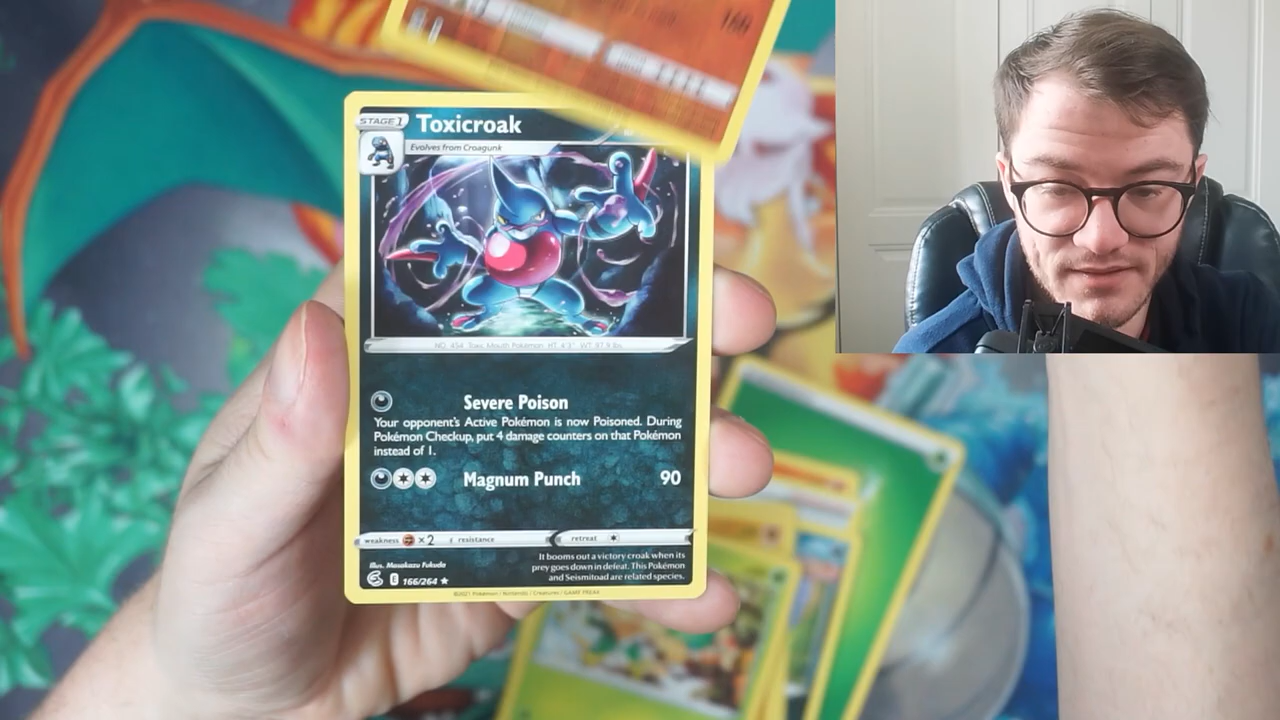 160
STAGE 1
Toxicroak
Evolves from Croagunk
NO. 454 Toxic Mouth Pokémon HT: 4'3" WT: 97.9 lbs.
Severe Poison
Your opponent's Active Pokémon is now Poisoned. During
Pokémon Checkup, put 4 damage counters on that Pokémon
instead of 1.
Magnum Punch 90
weakness ×2 resistance retreat
Illus. Masakazu Fukuda
E 166/264 ★
It booms out a victory croak when its
prey goes down in defeat. This Pokémon
and Seismitoad are related species.
©2021 Pokémon / Nintendo / Creatures / GAME FREAK